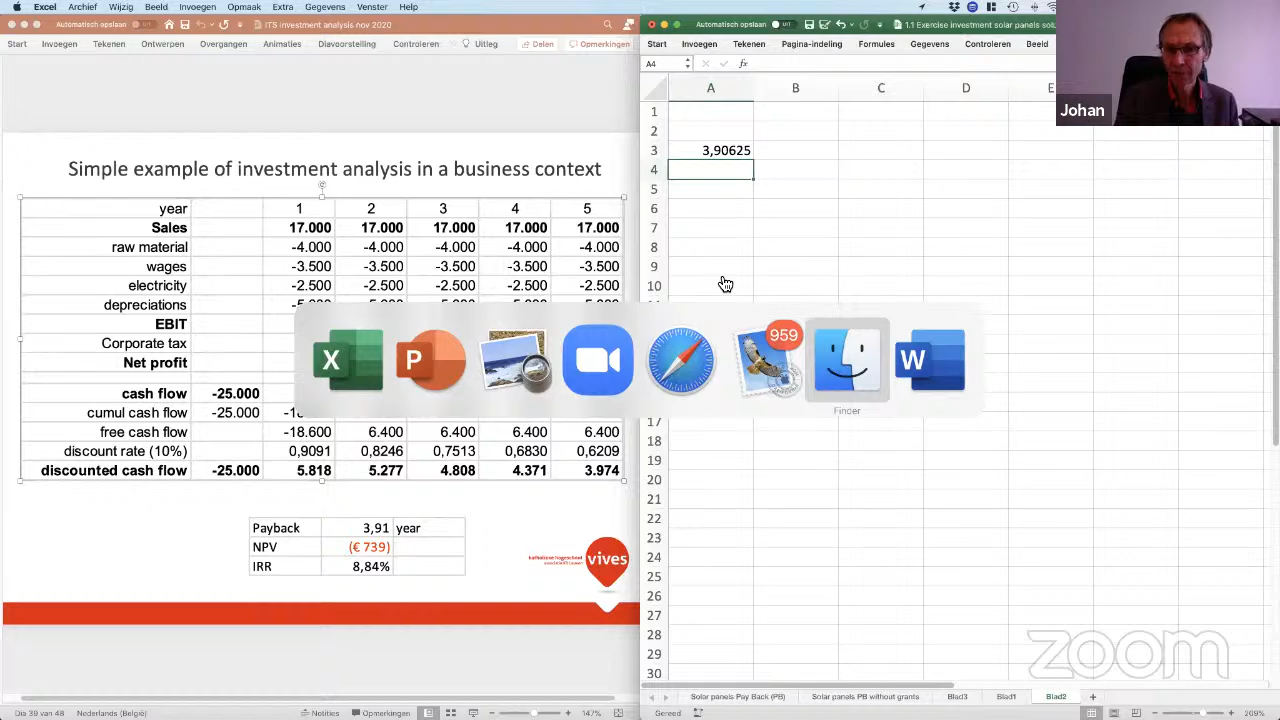 Excel Archief Wijzig Beeld Invoegen Opmaak Extra Gegevens Venster Help
Automatisch opslaan UIT ITS investment analysis nov 2020
Start Invoegen Tekenen Ontwerpen Overgangen Animaties Diavoorstelling Controleren Uitleg Delen Opmerkingen
Simple example of investment analysis in a business context
year 1 2 3 4 5
Sales 17.000 17.000 17.000 17.000 17.000
raw material -4.000 -4.000 -4.000 -4.000 -4.000
wages -3.500 -3.500 -3.500 -3.500 -3.500
electricity -2.500 -2.500 -2.500 -2.500 -2.500
depreciations
EBIT
Corporate tax
Net profit
cash flow -25.000
cumul cash flow -25.000
free cash flow -18.600 6.400 6.400 6.400 6.400
discount rate (10%) 0,9091 0,8246 0,7513 0,6830 0,6209
discounted cash flow -25.000 5.818 5.277 4.808 4.371 3.974
Payback 3,91 year
NPV (€ 739)
IRR 8,84%
vives
Dia 39 van 48 Nederlands (België) Notities Opmerkingen 147%
Automatisch opslaan UIT 1.1 Exercise investment solar panels solu
Start Invoegen Tekenen Pagina-indeling Formules Gegevens Controleren Beeld
A4 fx
A B C D E
1
2
3 3,90625
4
5
6
7
8
9
10
17
18
19
20
21
22
23
24
25
26
27
28
29
30
Solar panels Pay Back (PB) Solar panels PB without grants Blad3 Blad1 Blad2
Gereed 209%
X P 959 W
Finder
Johan
zoom